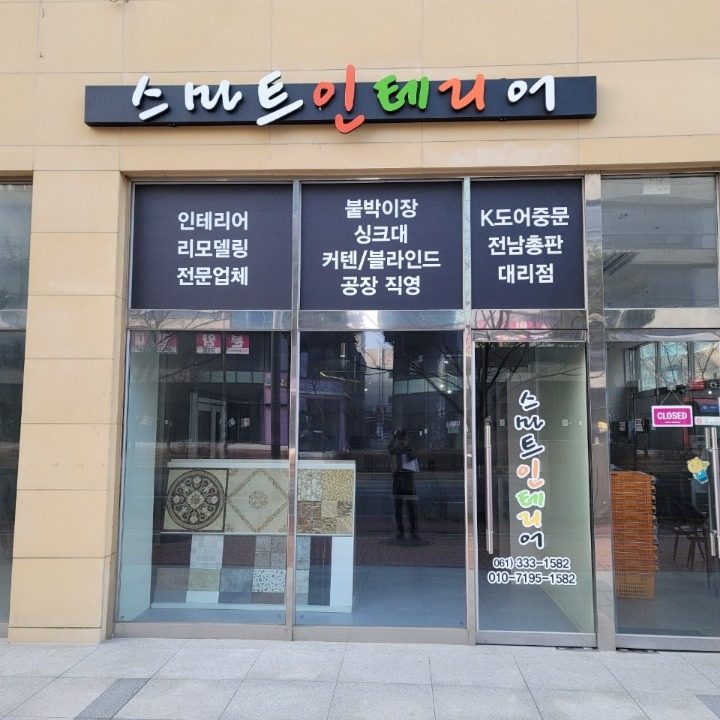 스마트인테리어
인테리어
리모델링
전문업체
붙박이장
싱크대
커텐/블라인드
공장 직영
K도어중문
전남총판
대리점
스마트인테리어
061) 333-1582
010-7195-1582
CLOSED